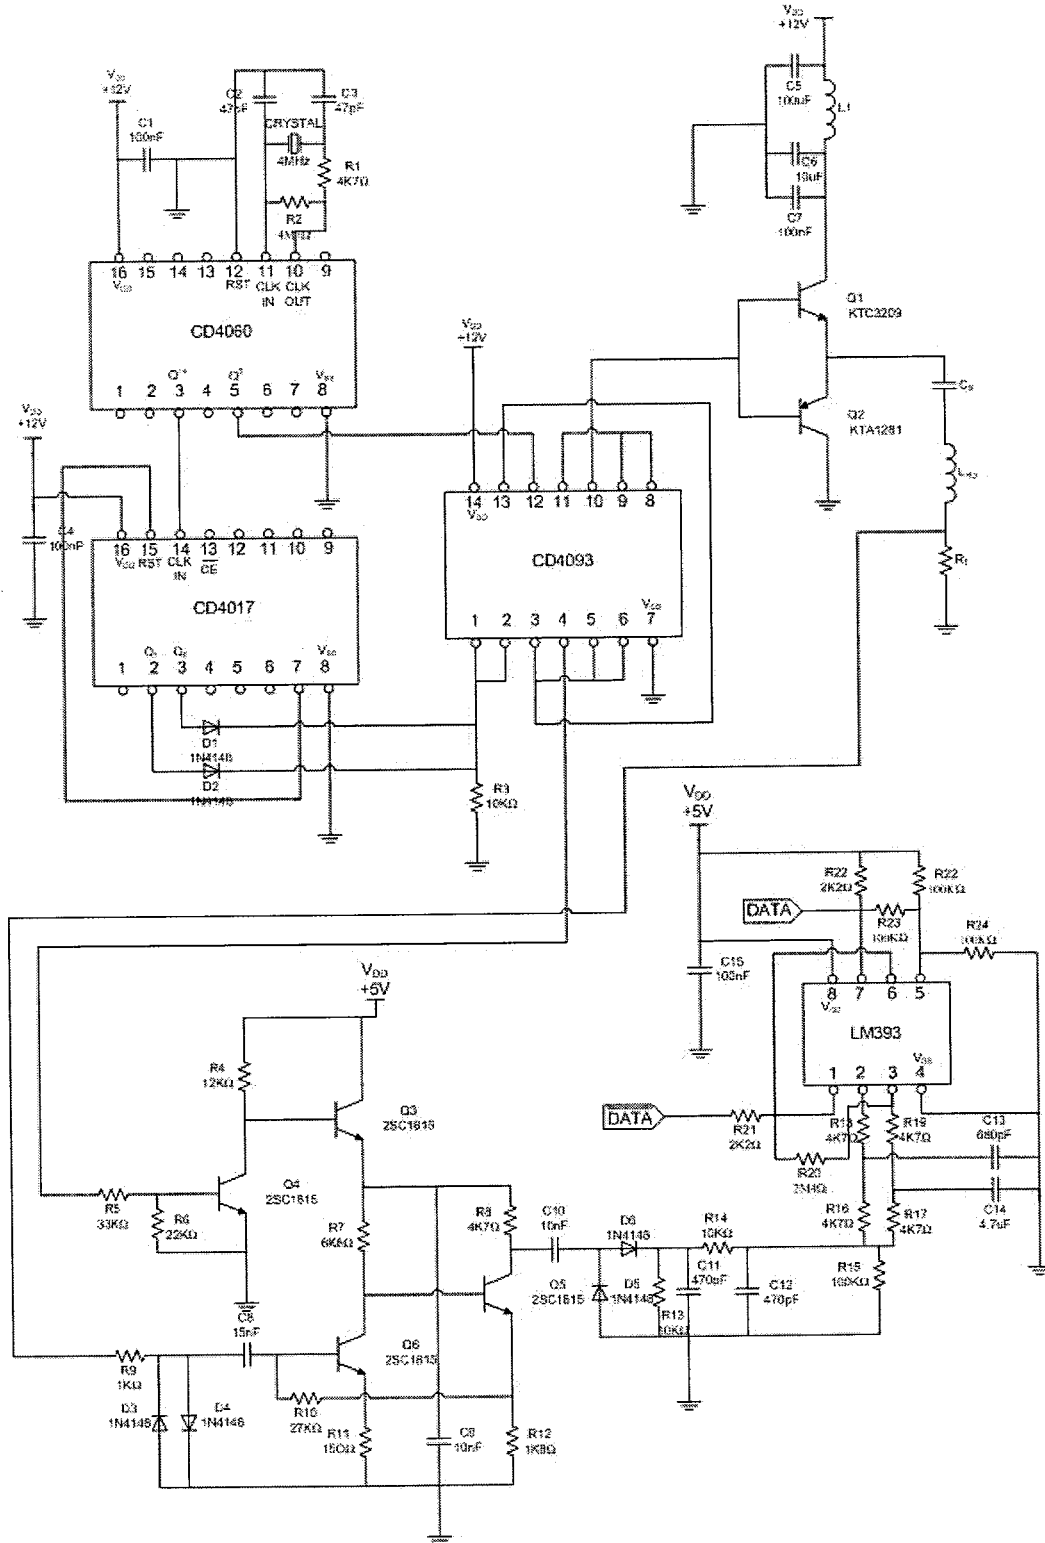 VDD
+12V
C5
100uF
L1
C6
10uF
C7
100nF
VDD
+12V
C1
100nF
C2
47pF
C3
47pF
CRYSTAL
4MHz
R1
4K7Ω
R2
16 15 14 13 12 11 10 9
VDD RST CLK IN CLK OUT
CD4060
1 2 3 4 5 6 7 8
Q1
KTC3209
Q2
KTA1281
VDD
+12V
VDD
+12V
C4
100nF
14 13 12 11 10 9 8
VDD
CD4093
1 2 3 4 5 6 7
16 15 14 13 12 11 10 9
VDD RST CLK IN CE
CD4017
1 2 3 4 5 6 7 8
D1
1N4148
D2
1N4148
R3
10KΩ
VDD
+5V
R22
2K2Ω
R22
100KΩ
DATA
R23
100KΩ
R24
100KΩ
C15
100nF
8 7 6 5
LM393
1 2 3 4
DATA
R21
2K2Ω
R18
4K7Ω
R19
4K7Ω
C13
680pF
R20
R16
4K7Ω
R17
4K7Ω
C14
4.7uF
VDD
+5V
R4
12KΩ
Q3
2SC1815
Q4
2SC1815
R5
33KΩ
R6
22KΩ
R7
6K8Ω
R8
4K7Ω
C10
10nF
D6
1N4148
R14
10KΩ
C11
470pF
C12
470pF
R15
100KΩ
Q5
2SC1815
D5
1N4148
R13
10KΩ
C8
15nF
Q6
2SC1815
R9
1KΩ
D3
1N4148
D4
1N4148
R10
27KΩ
R11
150Ω
10nF
R12
1K8Ω